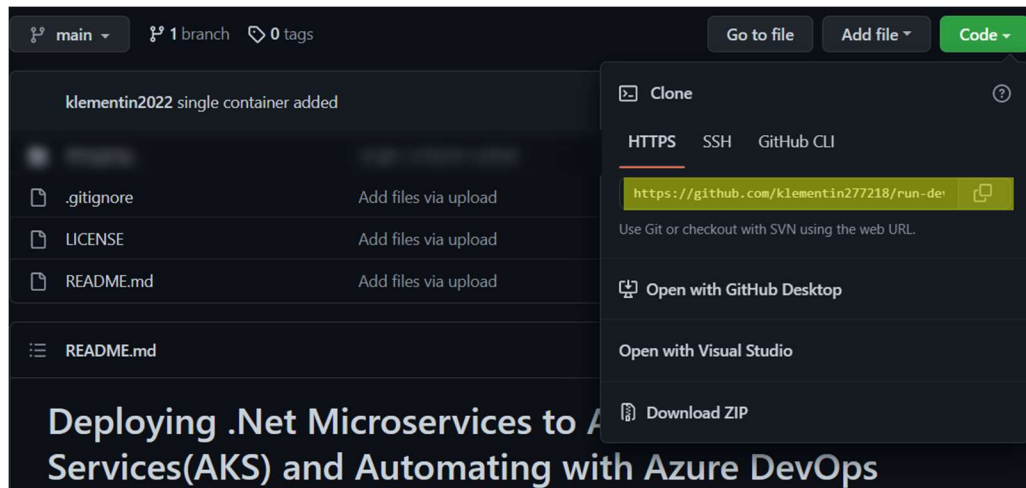 main
1 branch
0 tags
Go to file
Add file
Code
klementin2022 single container added
.gitignore Add files via upload
LICENSE Add files via upload
README.md Add files via upload
Clone
HTTPS SSH GitHub CLI
https://github.com/klementin277218/run-de
Use Git or checkout with SVN using the web URL.
Open with GitHub Desktop
Open with Visual Studio
Download ZIP
README.md
Deploying .Net Microservices to A
Services(AKS) and Automating with Azure DevOps